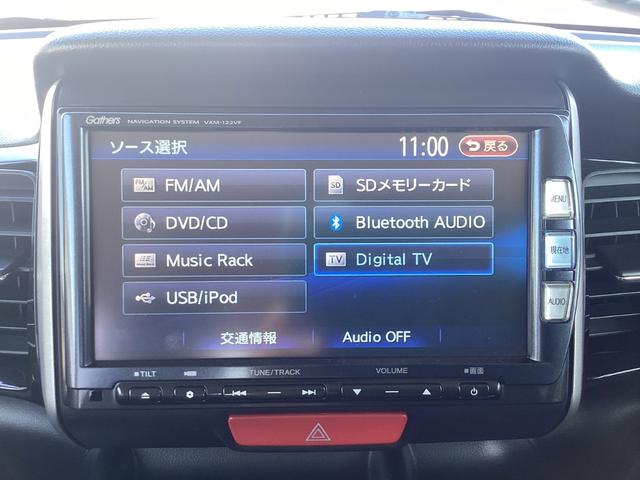 Gathers NAVIGATION SYSTEM VXM-122VF
ソース選択 11:00 戻る
FM/AM SD SDメモリーカード
DVD/CD Bluetooth AUDIO
Music Rack TV Digital TV
USB/iPod
交通情報 Audio OFF
MENU
現在地
AUDIO
TILT TUNE/TRACK VOLUME 画面